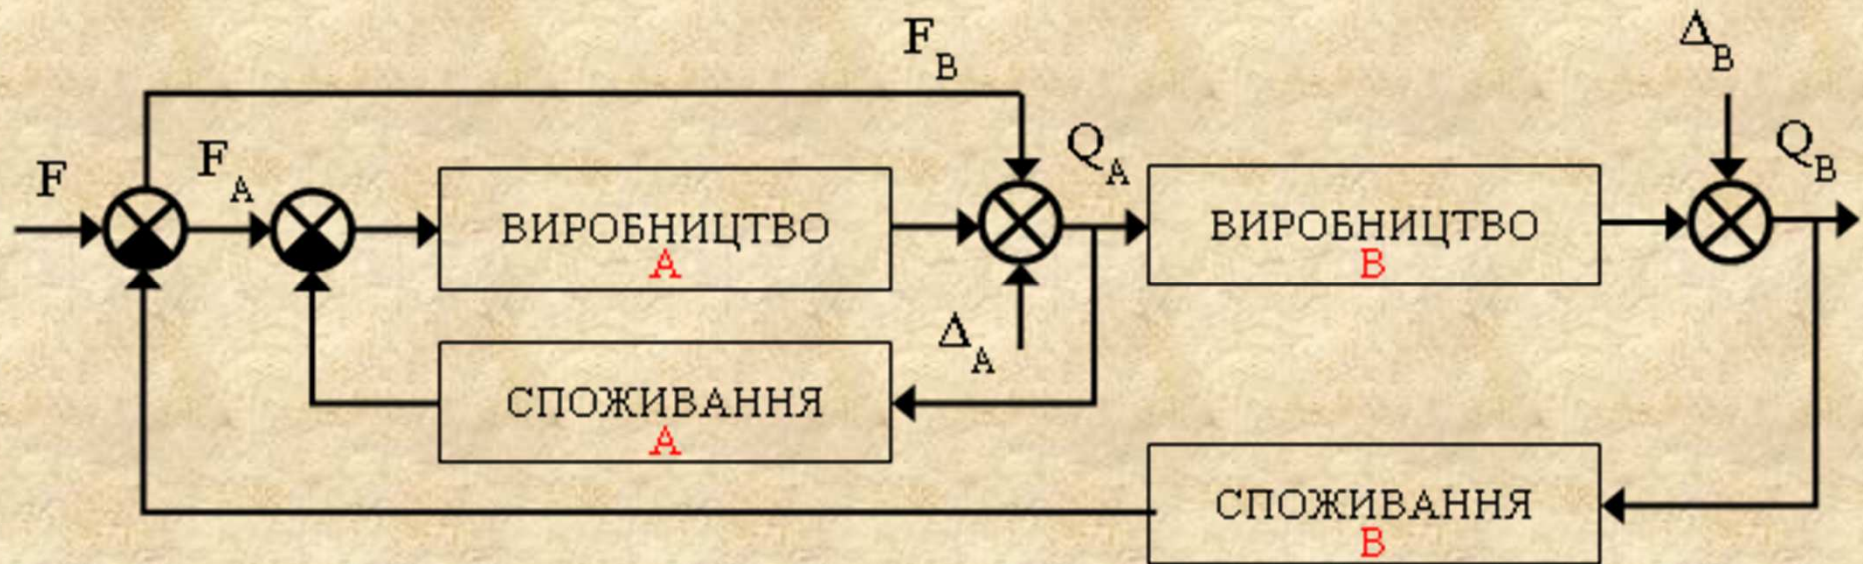 F_B
Δ_B
F
F_A
Q_A
Q_B
ВИРОБНИЦТВО
A
ВИРОБНИЦТВО
B
Δ_A
СПОЖИВАННЯ
A
СПОЖИВАННЯ
B